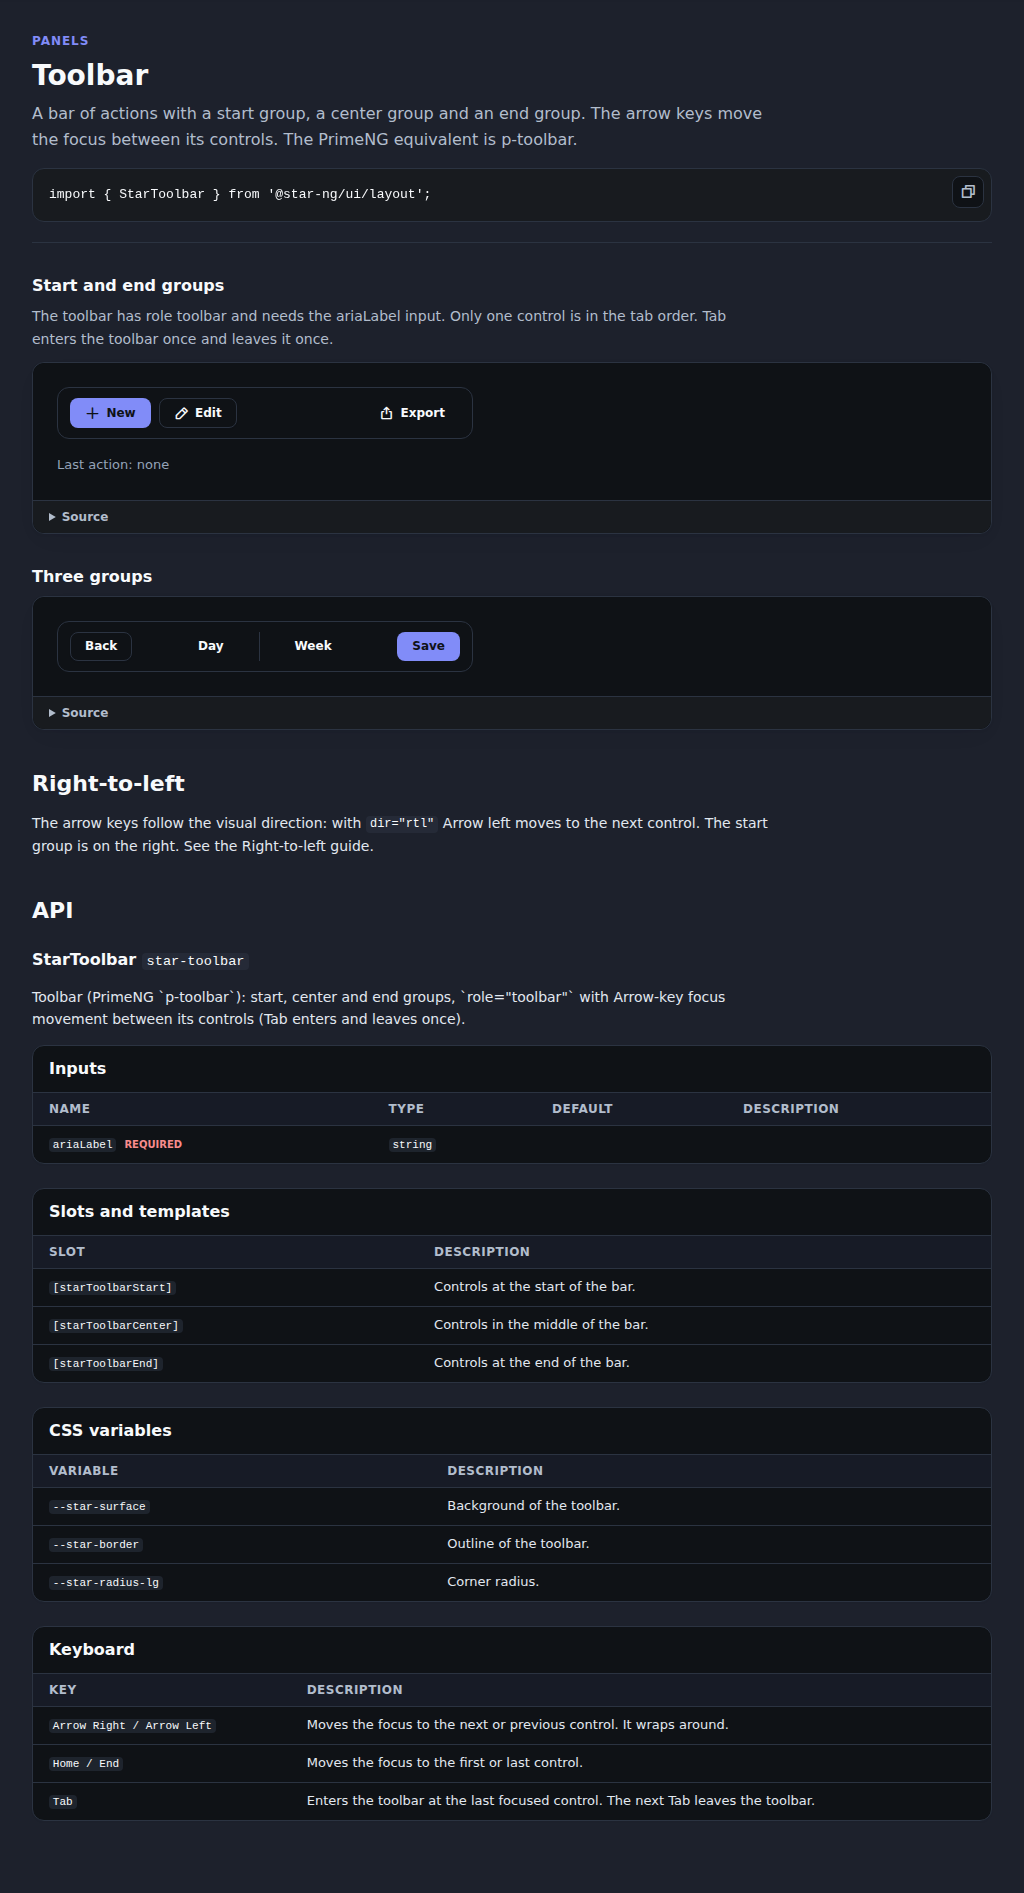 PANELS
Toolbar
A bar of actions with a start group, a center group and an end group. The arrow keys move
the focus between its controls. The PrimeNG equivalent is p-toolbar.
import { StarToolbar } from '@star-ng/ui/layout';
Start and end groups
The toolbar has role toolbar and needs the ariaLabel input. Only one control is in the tab order. Tab
enters the toolbar once and leaves it once.
New Edit Export
Last action: none
Source
Three groups
Back Day Week Save
Source
Right-to-left
The arrow keys follow the visual direction: with dir="rtl" Arrow left moves to the next control. The start
group is on the right. See the Right-to-left guide.
API
StarToolbar star-toolbar
Toolbar (PrimeNG `p-toolbar`): start, center and end groups, `role="toolbar"` with Arrow-key focus
movement between its controls (Tab enters and leaves once).
Inputs
NAME TYPE DEFAULT DESCRIPTION
ariaLabel REQUIRED string
Slots and templates
SLOT DESCRIPTION
[starToolbarStart] Controls at the start of the bar.
[starToolbarCenter] Controls in the middle of the bar.
[starToolbarEnd] Controls at the end of the bar.
CSS variables
VARIABLE DESCRIPTION
--star-surface Background of the toolbar.
--star-border Outline of the toolbar.
--star-radius-lg Corner radius.
Keyboard
KEY DESCRIPTION
Arrow Right / Arrow Left Moves the focus to the next or previous control. It wraps around.
Home / End Moves the focus to the first or last control.
Tab Enters the toolbar at the last focused control. The next Tab leaves the toolbar.